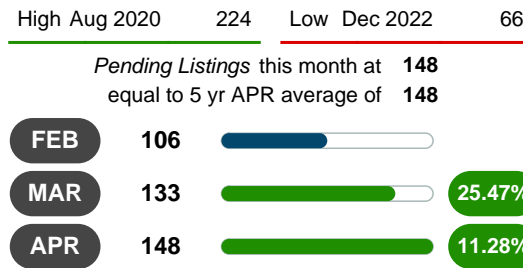 High Aug 2020 224 Low Dec 2022 66
Pending Listings this month at 148
equal to 5 yr APR average of 148
FEB 106
MAR 133 25.47%
APR 148 11.28%